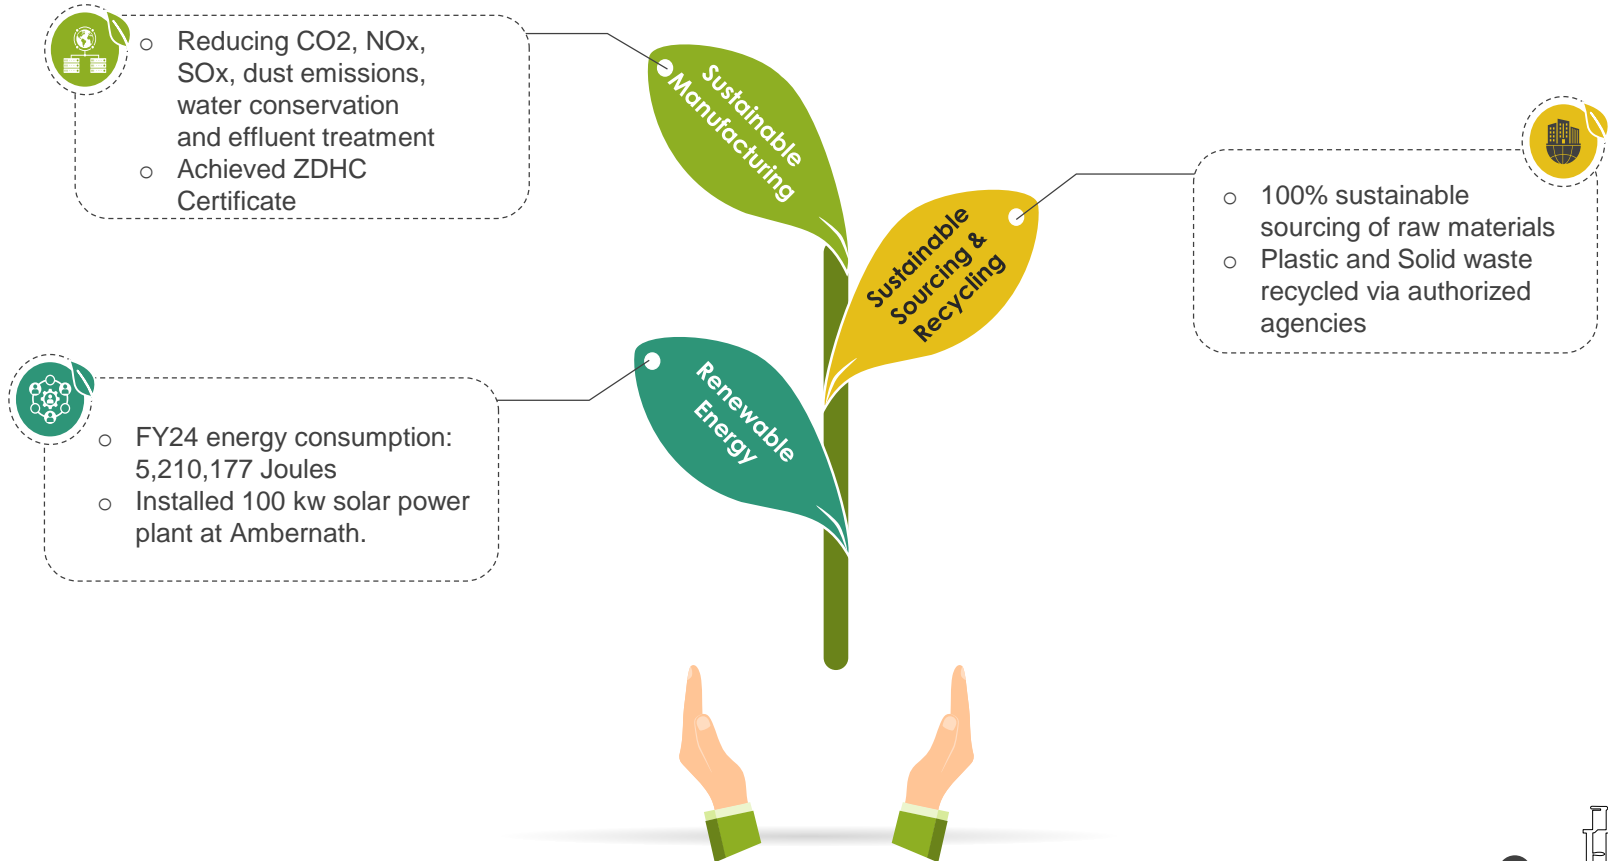 ○ Reducing CO2, NOx,
SOx, dust emissions,
water conservation
and effluent treatment
○ Achieved ZDHC
Certificate
Sustainable
Manufacturing
○ 100% sustainable
sourcing of raw materials
○ Plastic and Solid waste
recycled via authorized
agencies
Sustainable
Sourcing &
Recycling
○ FY24 energy consumption:
5,210,177 Joules
○ Installed 100 kw solar power
plant at Ambernath.
Renewable
Energy